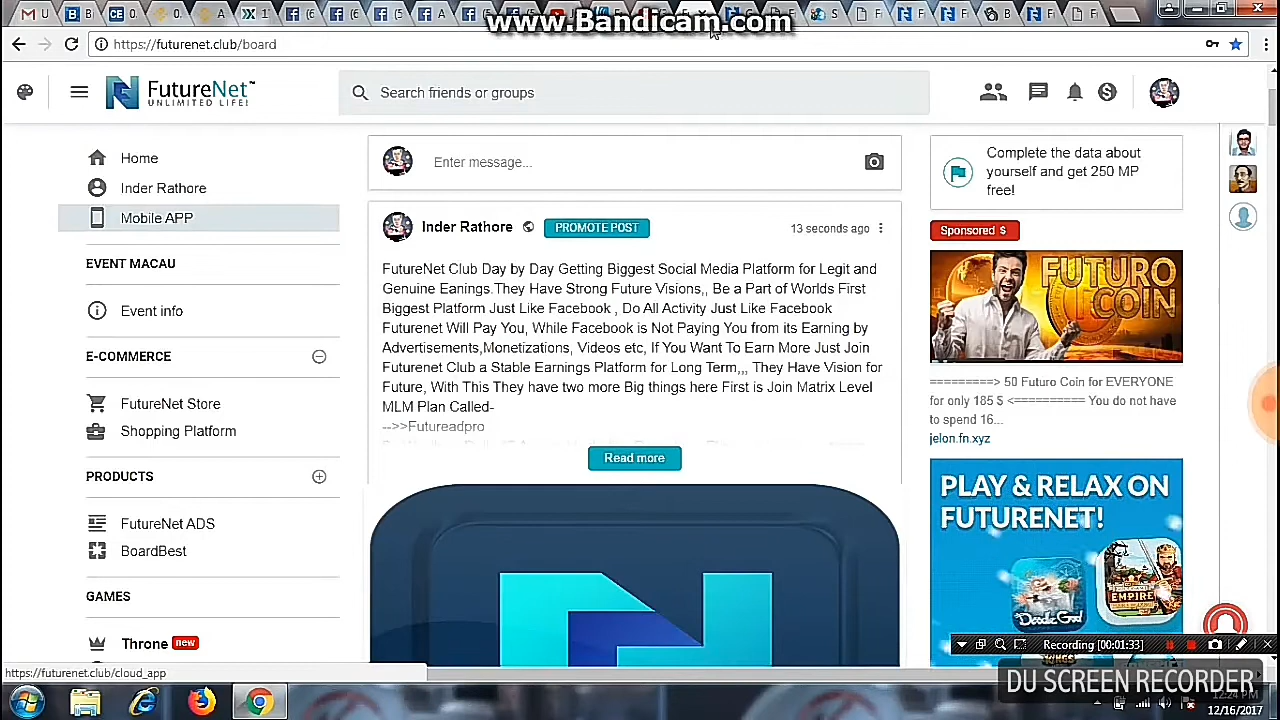 www.Bandicam.com
https://futurenet.club/board
FutureNet™
UNLIMITED LIFE!
Search friends or groups
Home
Inder Rathore
Mobile APP
EVENT MACAU
Event info
E-COMMERCE
FutureNet Store
Shopping Platform
PRODUCTS
FutureNet ADS
BoardBest
GAMES
Throne new
Enter message...
Inder Rathore PROMOTE POST 13 seconds ago
FutureNet Club Day by Day Getting Biggest Social Media Platform for Legit and
Genuine Eanings.They Have Strong Future Visions,, Be a Part of Worlds First
Biggest Platform Just Like Facebook , Do All Activity Just Like Facebook
Futurenet Will Pay You, While Facebook is Not Paying You from its Earning by
Advertisements,Monetizations, Videos etc, If You Want To Earn More Just Join
Futurenet Club a Stable Earnings Platform for Long Term,,, They Have Vision for
Future, With This They have two more Big things here First is Join Matrix Level
MLM Plan Called-
-->>Futureadpro
Read more
Complete the data about
yourself and get 250 MP
free!
Sponsored $
FUTURO
COIN
=========> 50 Futuro Coin for EVERYONE
for only 185 $ <========== You do not have
to spend 16...
jelon.fn.xyz
PLAY & RELAX ON
FUTURENET!
Doodle God
EMPIRE
KINGS
Recording [00:01:33]
https://futurenet.club/cloud_app
DU SCREEN RECORDER
12:24 PM
12/16/2017